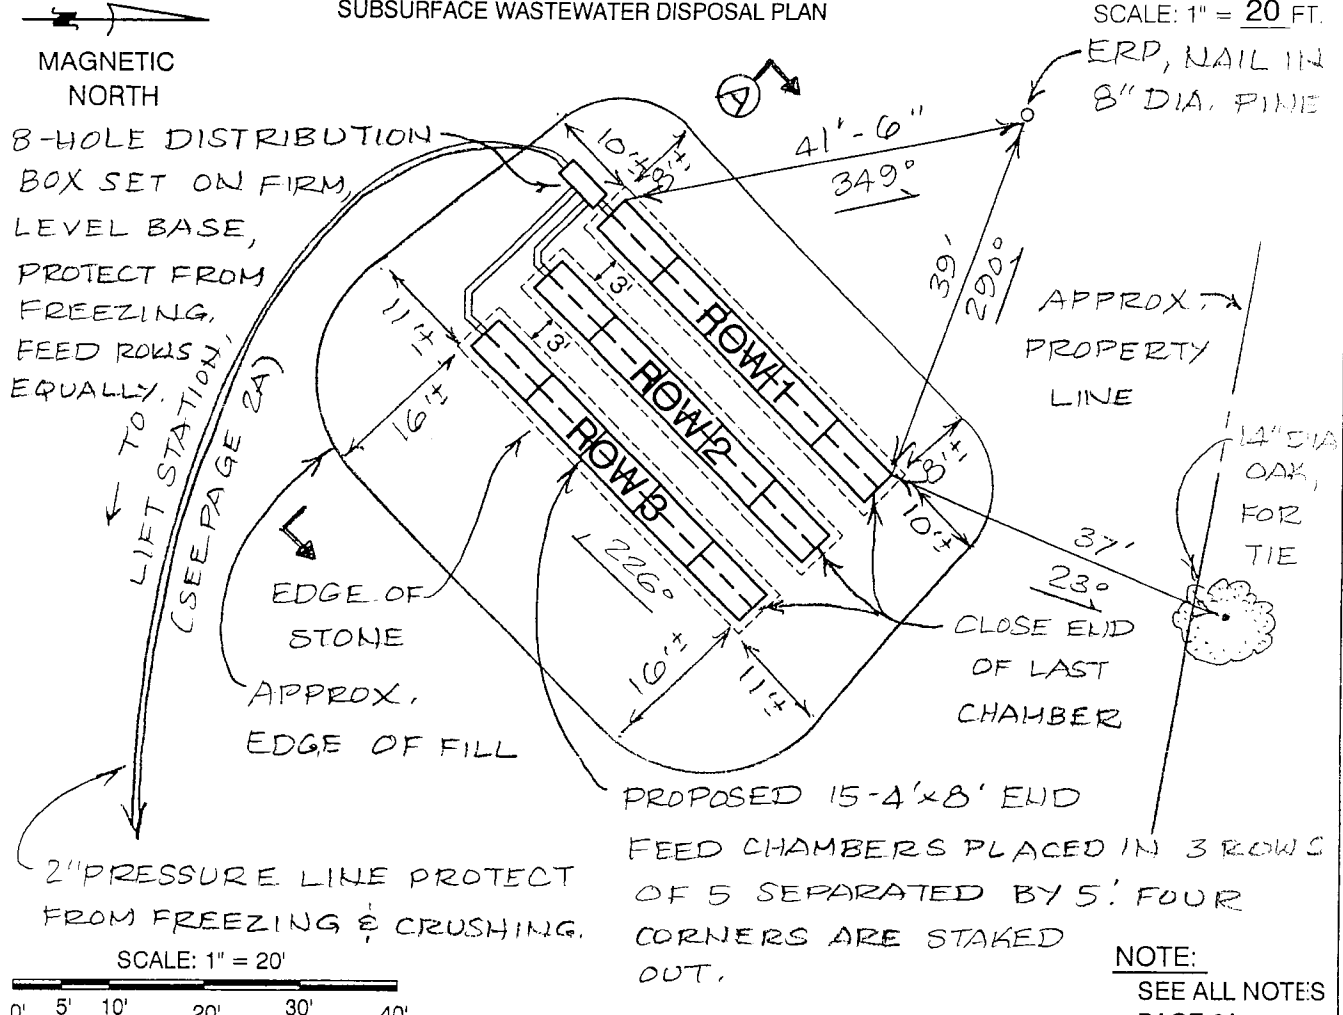 SUBSURFACE WASTEWATER DISPOSAL PLAN
SCALE: 1" = 20 FT.
MAGNETIC
NORTH
ERP, NAIL IN
8" DIA. PINE
A
8-HOLE DISTRIBUTION
BOX SET ON FIRM,
LEVEL BASE,
PROTECT FROM
FREEZING.
FEED ROWS
EQUALLY.
10'±
8'±
41'-6"
349°
39'
290°
APPROX.
PROPERTY
LINE
3'
3'
ROW 1
ROW 2
ROW 3
11'±
16'±
TO
LIFT STATION,
(SEE PAGE 2A)
8'±
10'±
14" DIA
OAK,
FOR
TIE
37'
23°
226°
EDGE OF
STONE
CLOSE END
OF LAST
CHAMBER
16'±
11'±
APPROX.
EDGE OF FILL
PROPOSED 15-4'x8' END
FEED CHAMBERS PLACED IN 3 ROWS
OF 5 SEPARATED BY 5'. FOUR
CORNERS ARE STAKED
OUT.
2" PRESSURE LINE PROTECT
FROM FREEZING & CRUSHING.
SCALE: 1" = 20'
0' 5' 10' 20' 30' 40'
NOTE:
SEE ALL NOTES